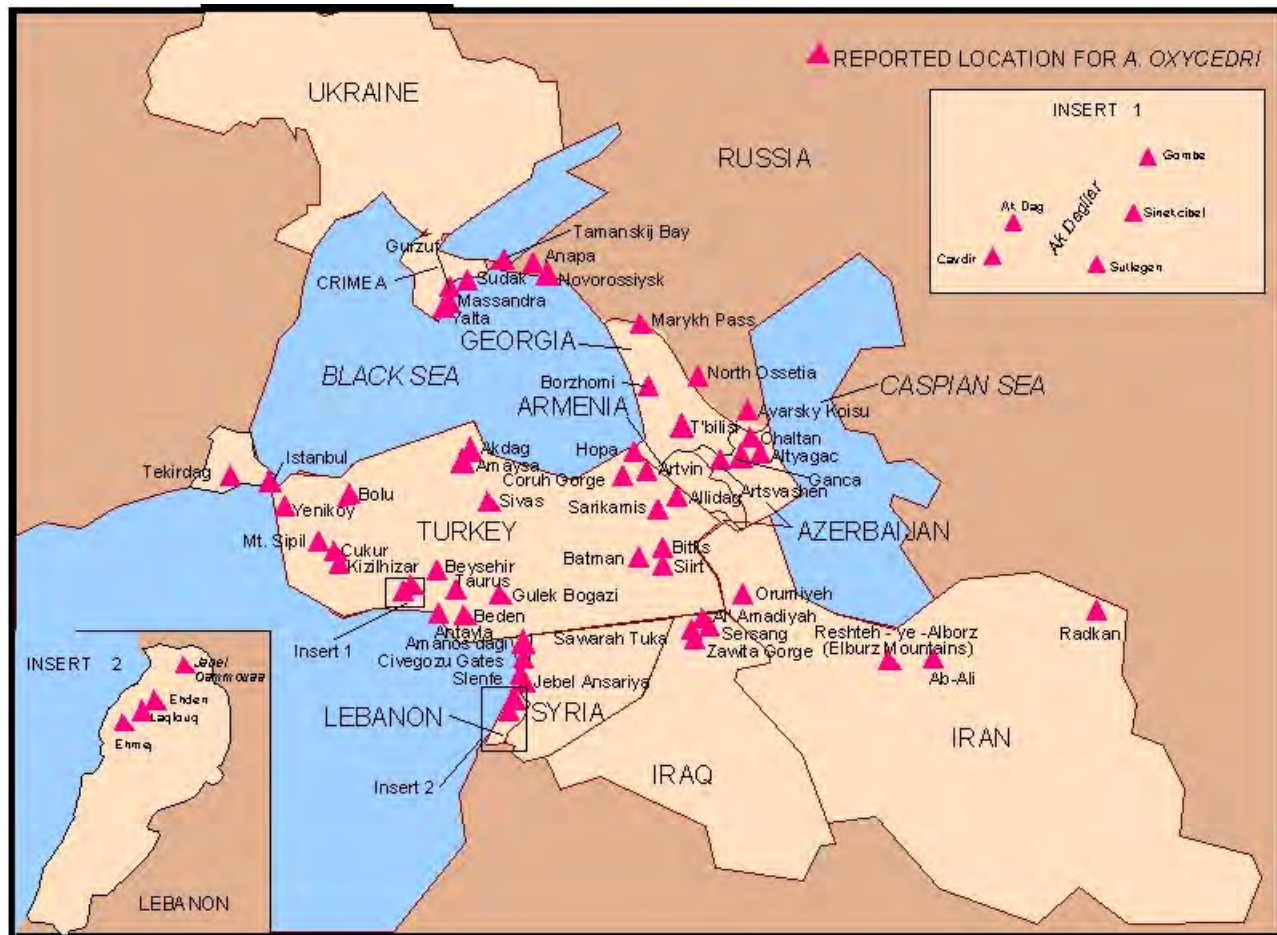 REPORTED LOCATION FOR A. OXYCEDRI
UKRAINE
RUSSIA
INSERT 1
Gombe
Ak Dag
Ak Daglier
Sinekcibel
Cavdir
Sutlegen
Gurzuf
Tamanskij Bay
CRIMEA
Sudak
Anapa
Novorossiysk
Massandra
Yalta
Marykh Pass
GEORGIA
BLACK SEA
Borzhomi
North Ossetia
CASPIAN SEA
ARMENIA
Avarsky Koisu
T'bilisi
Ohaltan
Altyagac
Akdag
Hopa
Amaysa
Artvin
Ganca
Tekirdag
Istanbul
Coruh Gorge
Artsvashen
Bolu
Sivas
Allidag
Yenikoy
Sarikamis
TURKEY
AZERBAIJAN
Mt. Sipil
Cukur
Bitlis
Batman
Kizilhizar
Beysehir
Siirt
Taurus
Gulek Bogazi
Orumiyeh
Beden
Al' Amadiyah
Radkan
Antayla
Insert 1
Amanos dagi
Sawarah Tuka
Sersang
Reshteh - ye -Alborz
(Elburz Mountains)
Zawita Gorge
Civegozu Gates
Ab-Ali
Slenfe
Jebel Ansariya
LEBANON
SYRIA
IRAN
IRAQ
Insert 2
INSERT 2
Jebel
Qammouaa
Ehden
Laqlouq
Ehmej
LEBANON